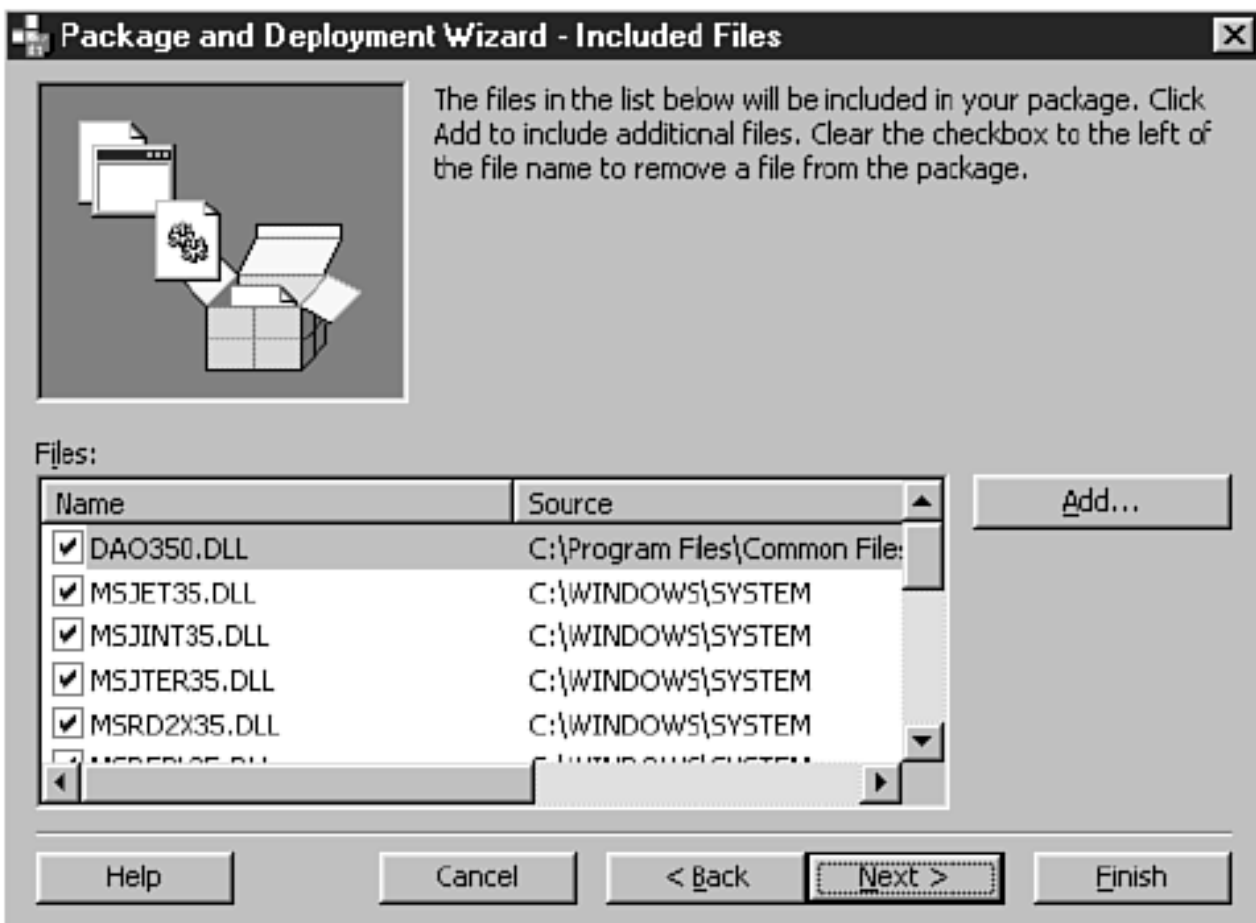 Package and Deployment Wizard - Included Files
The files in the list below will be included in your package. Click
Add to include additional files. Clear the checkbox to the left of
the file name to remove a file from the package.
Files:
Name Source
Add...
DAO350.DLL C:\Program Files\Common Files
MSJET35.DLL C:\WINDOWS\SYSTEM
MSJINT35.DLL C:\WINDOWS\SYSTEM
MSJTER35.DLL C:\WINDOWS\SYSTEM
MSRD2X35.DLL C:\WINDOWS\SYSTEM
Help Cancel < Back Next > Finish